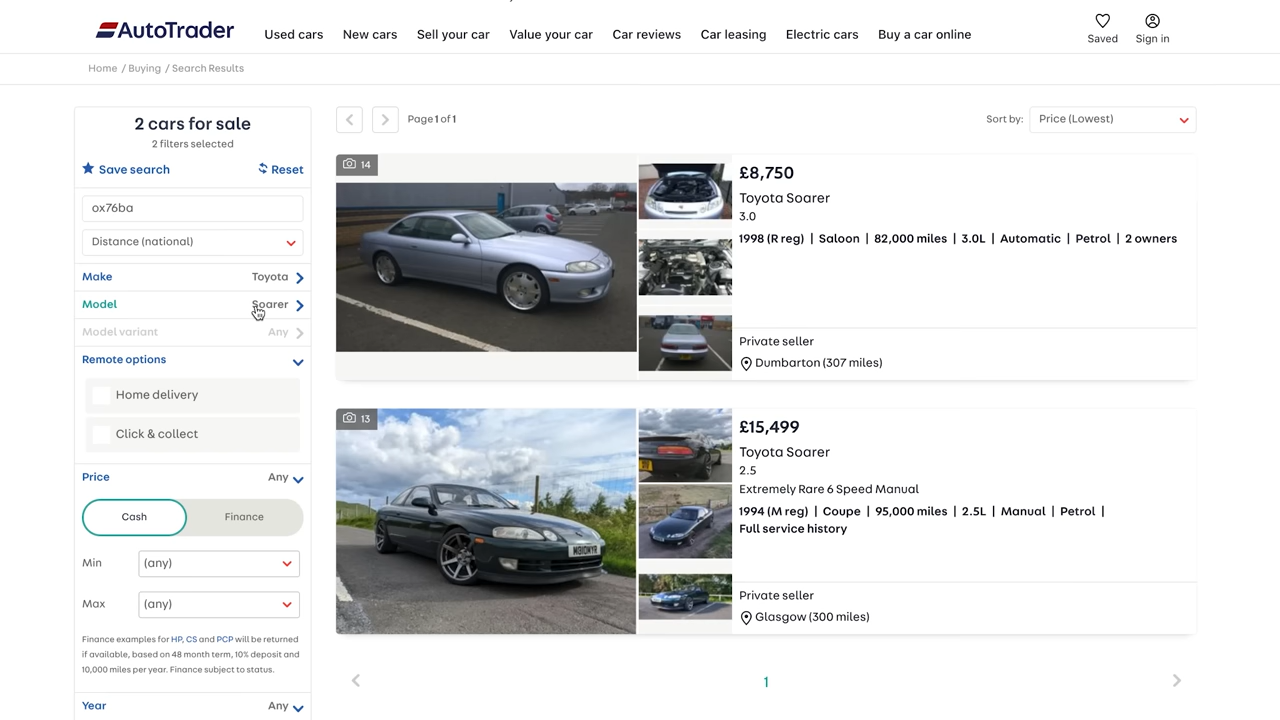 AutoTrader
Used cars
New cars
Sell your car
Value your car
Car reviews
Car leasing
Electric cars
Buy a car online
Saved
Sign in
Home / Buying / Search Results
2 cars for sale
2 filters selected
Save search
Reset
ox76ba
Distance (national)
Make Toyota
Model Soarer
Model variant Any
Remote options
Home delivery
Click & collect
Price Any
Cash
Finance
Min (any)
Max (any)
Finance examples for HP, CS and PCP will be returned
if available, based on 48 month term, 10% deposit and
10,000 miles per year. Finance subject to status.
Year Any
Page 1 of 1
Sort by: Price (Lowest)
14
£8,750
Toyota Soarer
3.0
1998 (R reg) | Saloon | 82,000 miles | 3.0L | Automatic | Petrol | 2 owners
Private seller
Dumbarton (307 miles)
13
£15,499
Toyota Soarer
2.5
Extremely Rare 6 Speed Manual
1994 (M reg) | Coupe | 95,000 miles | 2.5L | Manual | Petrol |
Full service history
Private seller
Glasgow (300 miles)
1